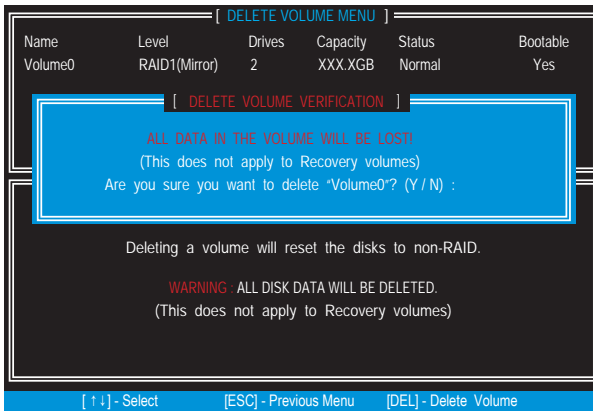 [ DELETE VOLUME MENU ]
Name Level Drives Capacity Status Bootable
Volume0 RAID1(Mirror) 2 XXX.XGB Normal Yes
[ DELETE VOLUME VERIFICATION ]
ALL DATA IN THE VOLUME WILL BE LOST!
(This does not apply to Recovery volumes)
Are you sure you want to delete “Volume0”? (Y / N) :
Deleting a volume will reset the disks to non-RAID.
WARNING : ALL DISK DATA WILL BE DELETED.
(This does not apply to Recovery volumes)
[ ↑↓] - Select [ESC] - Previous Menu [DEL] - Delete Volume